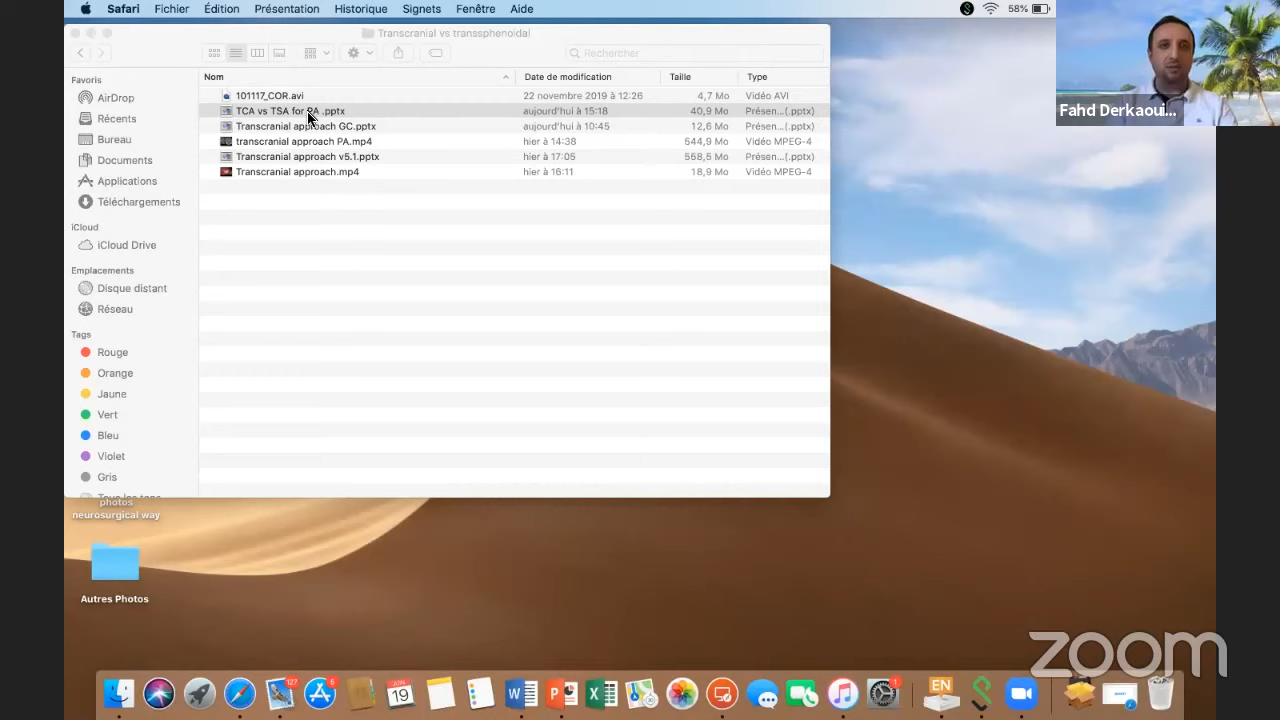 Safari Fichier Édition Présentation Historique Signets Fenêtre Aide
58%
Transcranial vs transsphenoidal
Rechercher
Favoris
AirDrop
Récents
Bureau
Documents
Applications
Téléchargements
iCloud
iCloud Drive
Emplacements
Disque distant
Réseau
Tags
Rouge
Orange
Jaune
Vert
Bleu
Violet
Gris
Tous les tags
Nom Date de modification Taille Type
101117_COR.avi 22 novembre 2019 à 12:26 4,7 Mo Vidéo AVI
TCA vs TSA for PA .pptx aujourd'hui à 15:18 40,9 Mo Présen...(.pptx)
Transcranial approach GC.pptx aujourd'hui à 10:45 12,6 Mo Présen...(.pptx)
transcranial approach PA.mp4 hier à 14:38 544,9 Mo Vidéo MPEG-4
Transcranial approach v5.1.pptx hier à 17:05 568,5 Mo Présen...(.pptx)
Transcranial approach.mp4 hier à 16:11 18,9 Mo Vidéo MPEG-4
photos
neurosurgical way
Autres Photos
Fahd Derkaoui...
zoom
127
6
19
1
EN